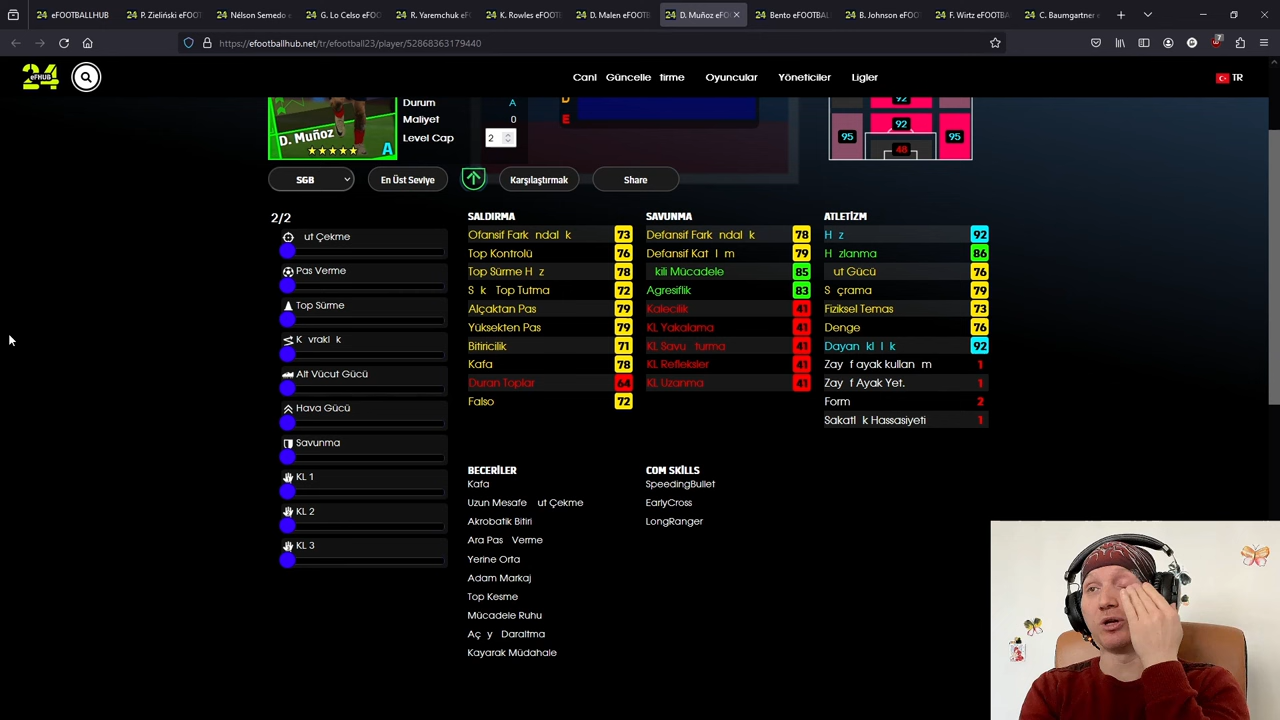 eFOOTBALLHUB
P. Zieliński eFOOT
Nélson Semedo e
G. Lo Celso eFOOT
R. Yaremchuk eF
K. Rowles eFOOT
D. Malen eFOOTB
D. Muñoz eFO
Bento eFOOTBAL
B. Johnson eFOO
F. Wirtz eFOOTBA
C. Baumgartner e
https://efootballhub.net/tr/efootball23/player/52868363179440
24 eFHUB
Canl Güncelle tirme Oyuncular Yöneticiler Ligler
TR
D. Muñoz
A
Durum A
Maliyet 0
Level Cap 2
E
92
95 92 95
48
SGB
En Üst Seviye
Karşılaştırmak
Share
2/2
ut Çekme
Pas Verme
Top Sürme
K vrakl k
Alt Vücut Gücü
Hava Gücü
Savunma
KL 1
KL 2
KL 3
SALDIRMA
Ofansif Fark ndal k 73
Top Kontrolü 76
Top Sürme H z 78
S k Top Tutma 72
Alçaktan Pas 79
Yüksekten Pas 79
Bitiricilik 71
Kafa 78
Duran Toplar 64
Falso 72
SAVUNMA
Defansif Fark ndal k 78
Defansif Kat l m 79
kili Mücadele 85
Agresiflik 83
Kalecilik 41
KL Yakalama 41
KL Savu turma 41
KL Refleksler 41
KL Uzanma 41
ATLETİZM
H z 92
H zlanma 86
ut Gücü 76
S çrama 79
Fiziksel Temas 73
Denge 76
Dayan kl l k 92
Zay f ayak kullan m 1
Zay f Ayak Yet. 1
Form 2
Sakatl k Hassasiyeti 1
BECERİLER
Kafa
Uzun Mesafe ut Çekme
Akrobatik Bitiri
Ara Pas Verme
Yerine Orta
Adam Markaj
Top Kesme
Mücadele Ruhu
Aç y Daraltma
Kayarak Müdahale
COM SKILLS
SpeedingBullet
EarlyCross
LongRanger